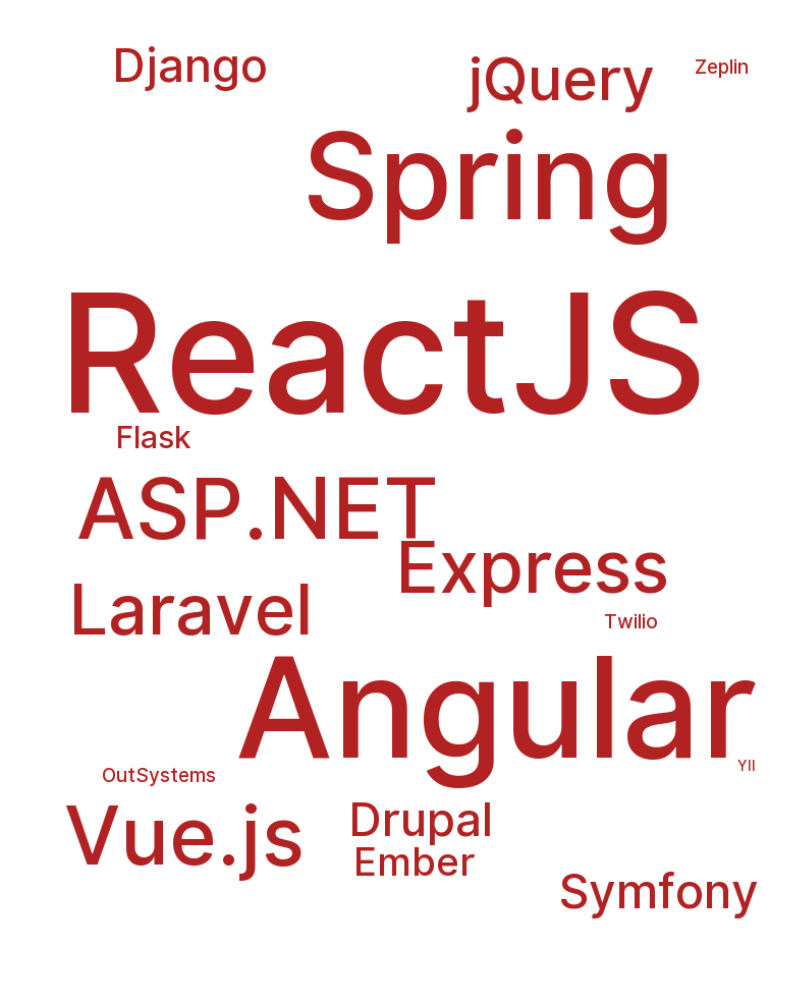 Django
jQuery
Zeplin
Spring
ReactJS
Flask
ASP.NET
Express
Laravel
Twilio
Angular
YII
OutSystems
Vue.js
Drupal
Ember
Symfony